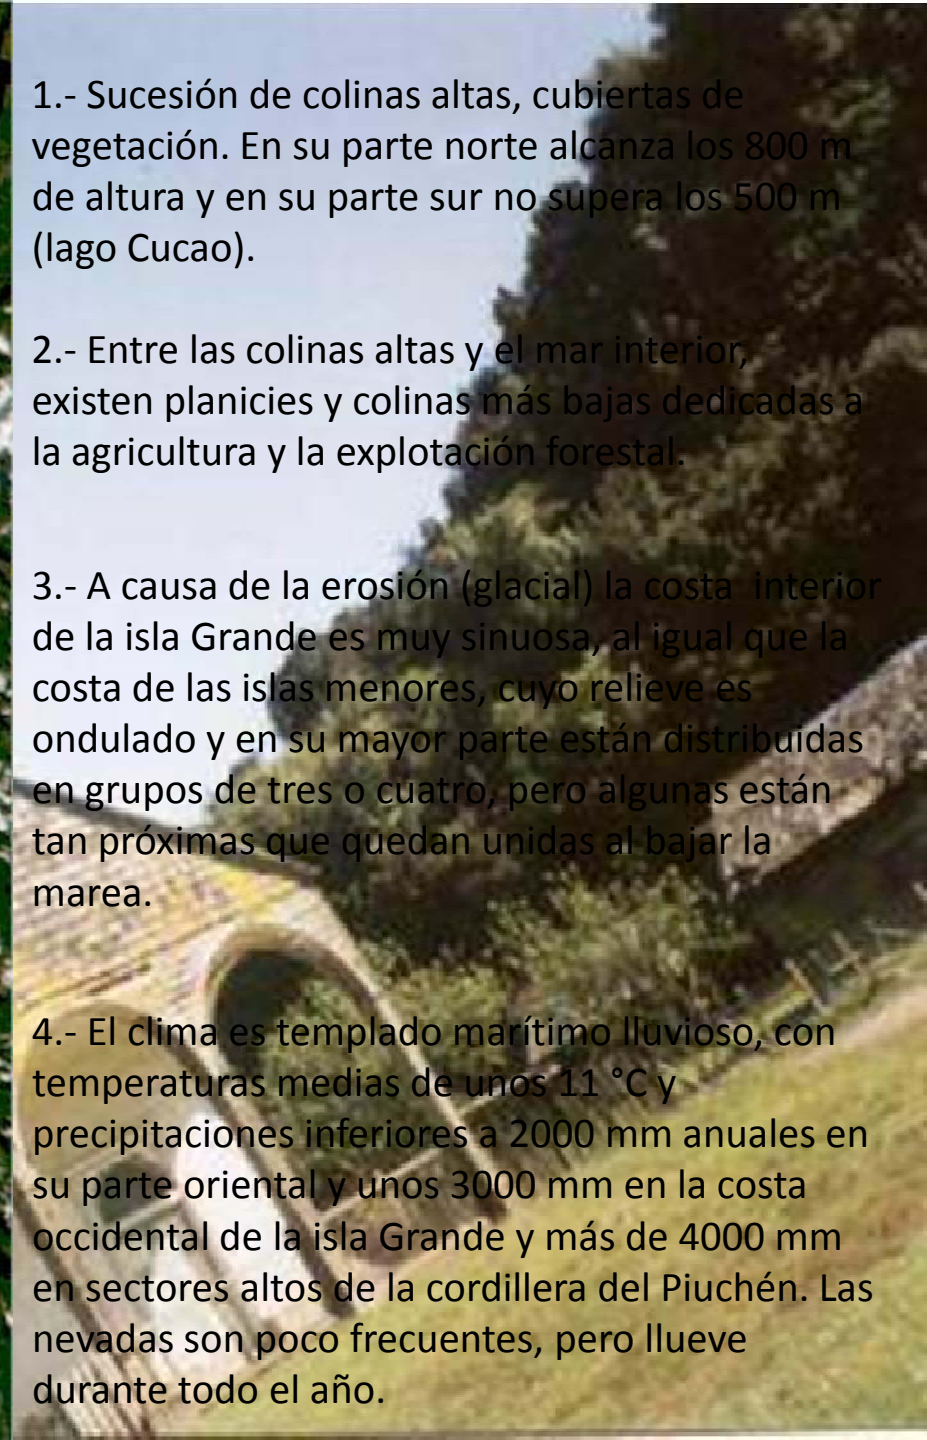 1.- Sucesión de colinas altas, cubiertas de
vegetación. En su parte norte alcanza los 800 m
de altura y en su parte sur no supera los 500 m
(lago Cucao).
2.- Entre las colinas altas y el mar interior,
existen planicies y colinas más bajas dedicadas a
la agricultura y la explotación forestal.
3.- A causa de la erosión (glacial) la costa interior
de la isla Grande es muy sinuosa, al igual que la
costa de las islas menores, cuyo relieve es
ondulado y en su mayor parte están distribuidas
en grupos de tres o cuatro, pero algunas están
tan próximas que quedan unidas al bajar la
marea.
4.- El clima es templado marítimo lluvioso, con
temperaturas medias de unos 11 °C y
precipitaciones inferiores a 2000 mm anuales en
su parte oriental y unos 3000 mm en la costa
occidental de la isla Grande y más de 4000 mm
en sectores altos de la cordillera del Piuchén. Las
nevadas son poco frecuentes, pero llueve
durante todo el año.